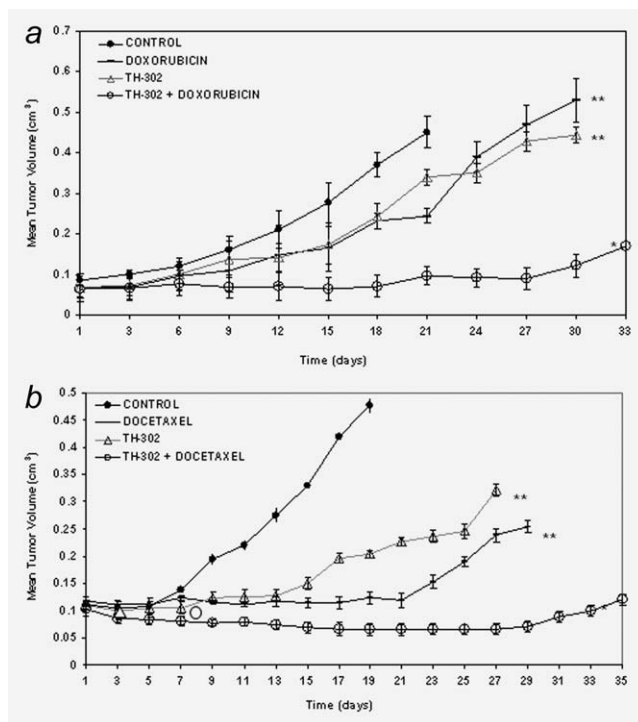 a
CONTROL
DOXORUBICIN
TH-302
TH-302 + DOXORUBICIN
Mean Tumor Volume (cm³)
0.7
0.6
0.5
0.4
0.3
0.2
0.1
0
**
**
*
1 3 6 9 12 15 18 21 24 27 30 33
Time (days)
b
CONTROL
DOCETAXEL
TH-302
TH-302 + DOCETAXEL
Mean Tumor Volume (cm³)
0.5
0.45
0.4
0.35
0.3
0.25
0.2
0.15
0.1
0.05
0
**
**
*
1 3 5 7 9 11 13 15 17 19 21 23 25 27 29 31 33 35
Time (days)